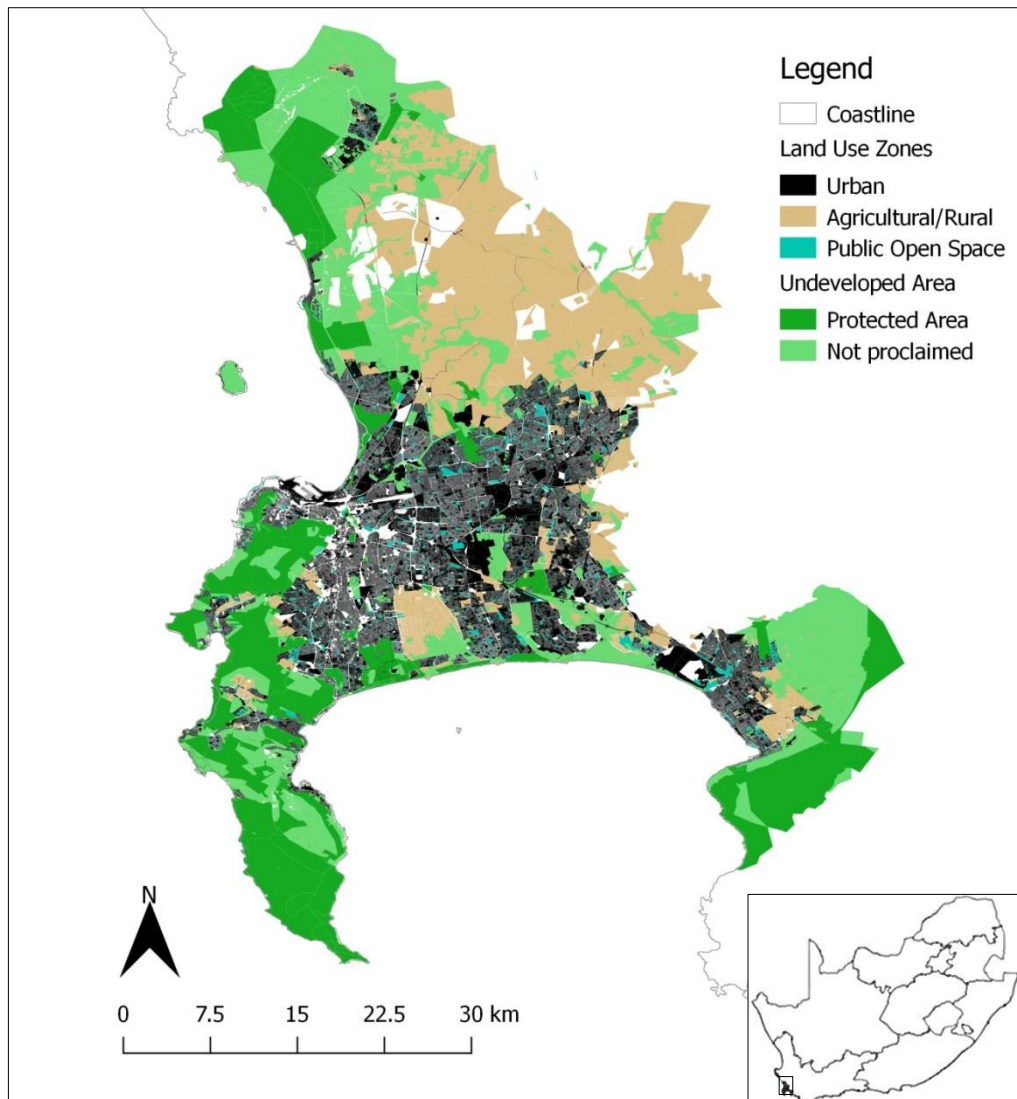 Legend
Coastline
Land Use Zones
Urban
Agricultural/Rural
Public Open Space
Undeveloped Area
Protected Area
Not proclaimed
N
0 7.5 15 22.5 30 km